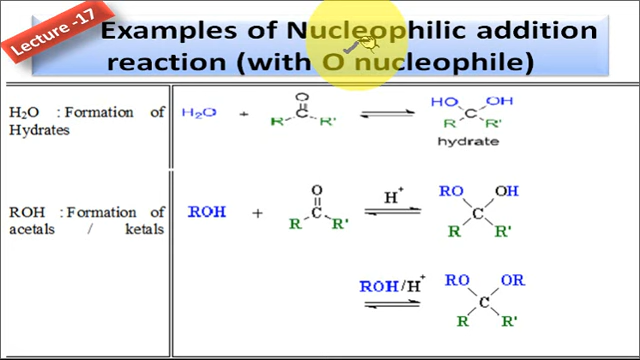 Lecture -17
Examples of Nucleophilic addition
reaction (with O nucleophile)
H₂O : Formation of
Hydrates
H₂O + R C O R' HO OH C R R'
hydrate
ROH : Formation of
acetals / ketals
ROH + R C O R' H⁺ RO OH C R R'
ROH/H⁺ RO OR C R R'